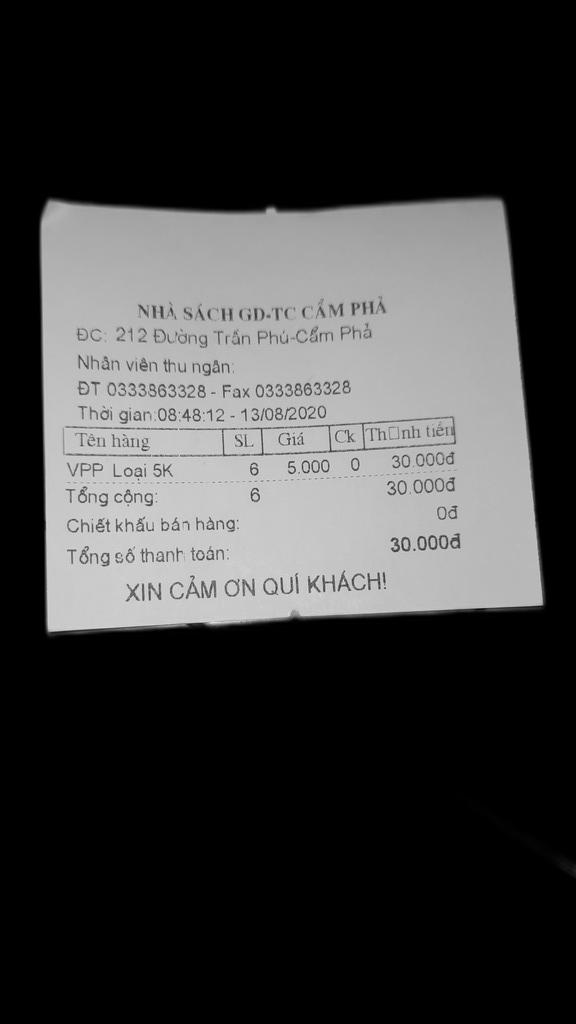 NHÀ SÁCH GD-TC CẨM PHẢ
ĐC: 212 Đường Trần Phú-Cẩm Phả
Nhân viên thu ngân:
ĐT 0333863328 - Fax 0333863328
Thời gian:08:48:12 - 13/08/2020
Tên hàng SL Giá Ck Th□nh tiền
VPP Loại 5K 6 5.000 0 30.000đ
Tổng cộng: 6 30.000đ
Chiết khấu bán hàng: 0đ
Tổng số thanh toán: 30.000đ
XIN CẢM ƠN QUÍ KHÁCH!